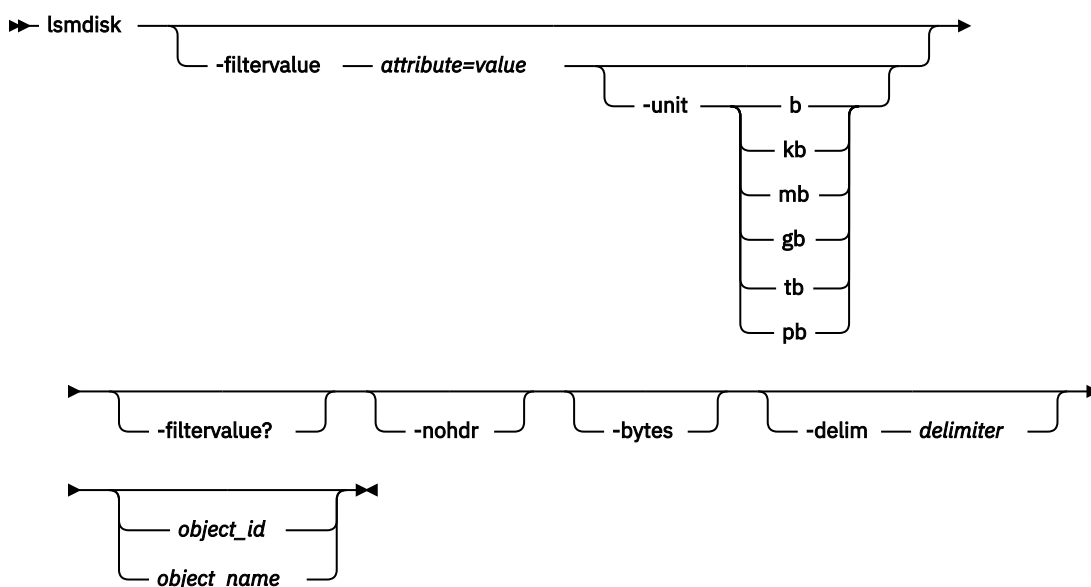 lsmdisk
-filtervalue attribute=value
-unit b
kb
mb
gb
tb
pb
-filtervalue? -nohdr -bytes -delim delimiter
object_id
object_name